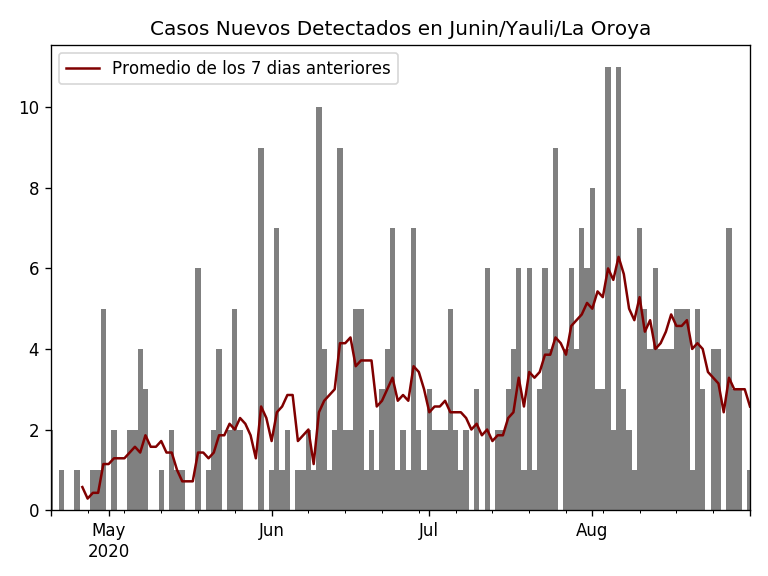 Casos Nuevos Detectados en Junin/Yauli/La Oroya
Promedio de los 7 dias anteriores
10
8
6
4
2
0
May
2020
Jun
Jul
Aug